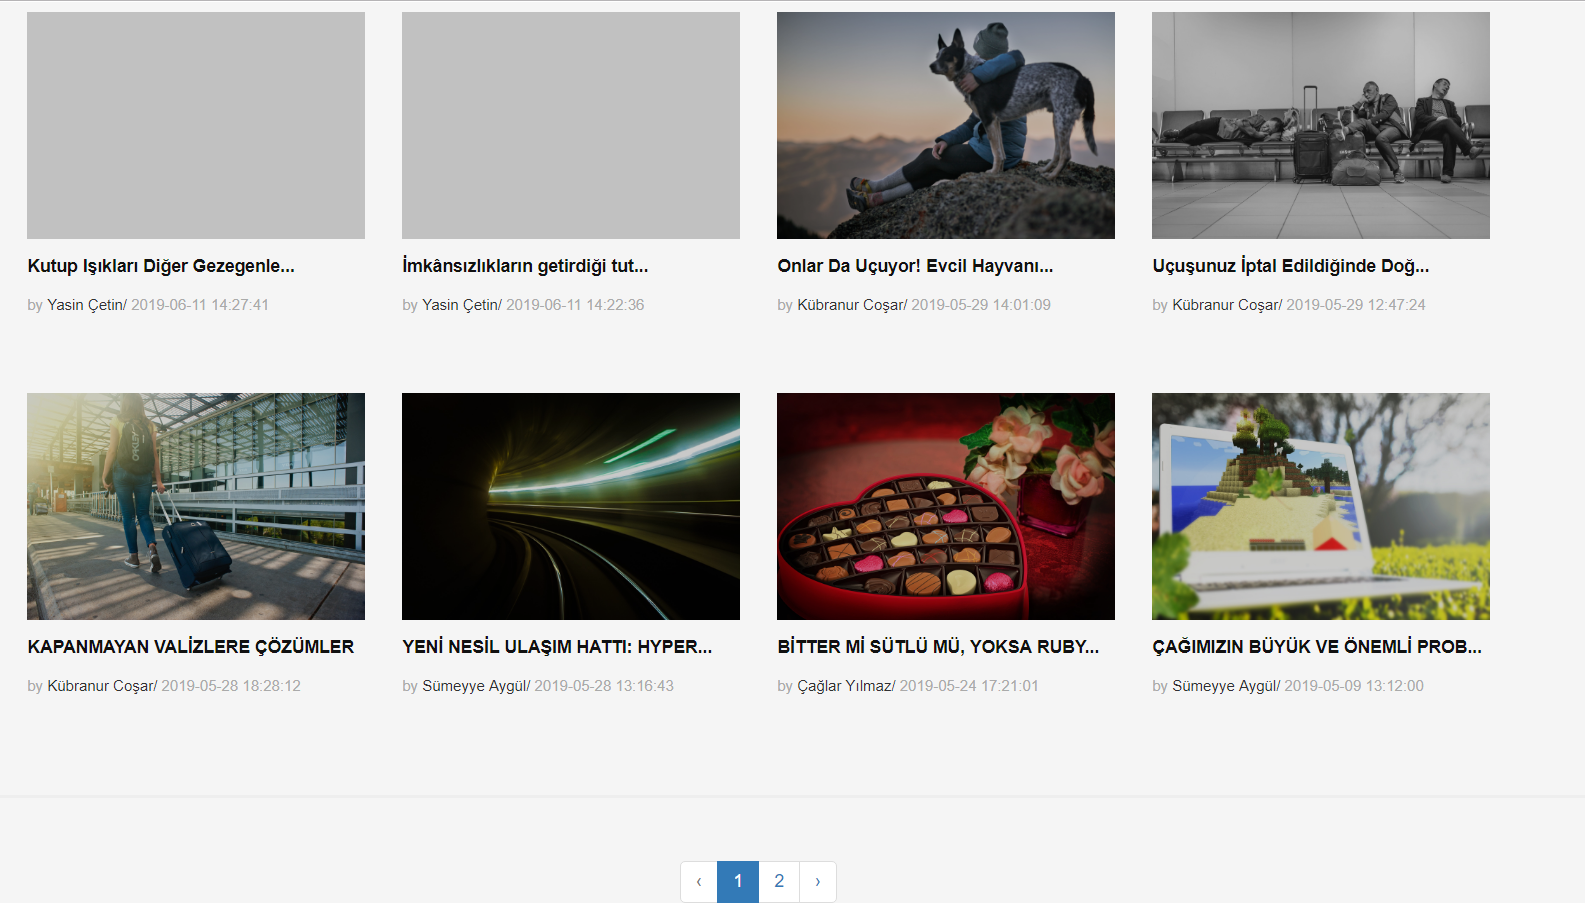 Kutup Işıkları Diğer Gezegenle...
by Yasin Çetin/ 2019-06-11 14:27:41
İmkânsızlıkların getirdiği tut...
by Yasin Çetin/ 2019-06-11 14:22:36
Onlar Da Uçuyor! Evcil Hayvanı...
by Kübranur Coşar/ 2019-05-29 14:01:09
Uçuşunuz İptal Edildiğinde Doğ...
by Kübranur Coşar/ 2019-05-29 12:47:24
KAPANMAYAN VALİZLERE ÇÖZÜMLER
by Kübranur Coşar/ 2019-05-28 18:28:12
YENİ NESİL ULAŞIM HATTI: HYPER...
by Sümeyye Aygül/ 2019-05-28 13:16:43
BİTTER Mİ SÜTLÜ MÜ, YOKSA RUBY...
by Çağlar Yılmaz/ 2019-05-24 17:21:01
ÇAĞIMIZIN BÜYÜK VE ÖNEMLİ PROB...
by Sümeyye Aygül/ 2019-05-09 13:12:00
‹ 1 2 ›